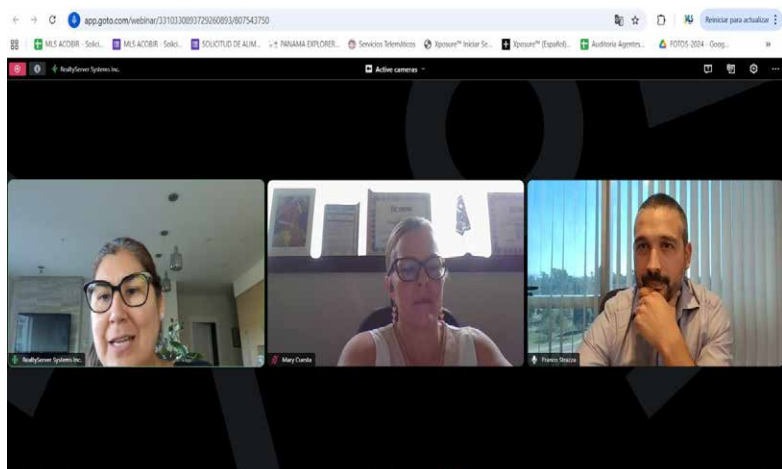 app.goto.com/webinar/3310330893729260893/807543750
Reiniciar para actualizar
MLS ACOBIR - Solici...
MLS ACOBIR - Solici...
SOLICITUD DE ALIM...
PANAMA EXPLORER...
Servicios Telemáticos
Xposure™ Iniciar Se...
Xposure™ (Español)...
Auditoria Agentes...
FOTOS-2024 - Goog...
RealtyServer Systems Inc.
Active cameras
RealtyServer Systems Inc.
Mary Cuesta
Franco